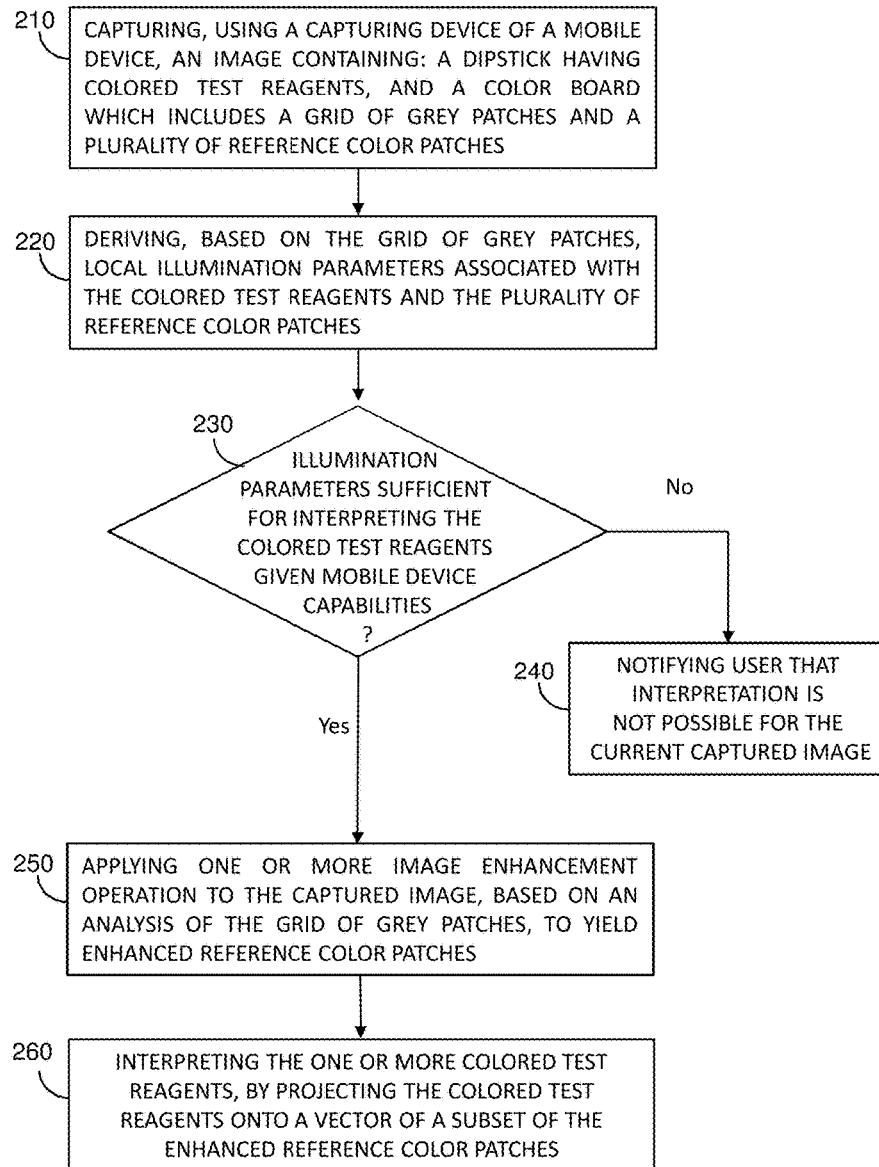 210
CAPTURING, USING A CAPTURING DEVICE OF A MOBILE
DEVICE, AN IMAGE CONTAINING: A DIPSTICK HAVING
COLORED TEST REAGENTS, AND A COLOR BOARD
WHICH INCLUDES A GRID OF GREY PATCHES AND A
PLURALITY OF REFERENCE COLOR PATCHES
220
DERIVING, BASED ON THE GRID OF GREY PATCHES,
LOCAL ILLUMINATION PARAMETERS ASSOCIATED WITH
THE COLORED TEST REAGENTS AND THE PLURALITY OF
REFERENCE COLOR PATCHES
230
ILLUMINATION
PARAMETERS SUFFICIENT
FOR INTERPRETING THE
COLORED TEST REAGENTS
GIVEN MOBILE DEVICE
CAPABILITIES
?
No
240
NOTIFYING USER THAT
INTERPRETATION IS
NOT POSSIBLE FOR THE
CURRENT CAPTURED IMAGE
Yes
250
APPLYING ONE OR MORE IMAGE ENHANCEMENT
OPERATION TO THE CAPTURED IMAGE, BASED ON AN
ANALYSIS OF THE GRID OF GREY PATCHES, TO YIELD
ENHANCED REFERENCE COLOR PATCHES
260
INTERPRETING THE ONE OR MORE COLORED TEST
REAGENTS, BY PROJECTING THE COLORED TEST
REAGENTS ONTO A VECTOR OF A SUBSET OF THE
ENHANCED REFERENCE COLOR PATCHES